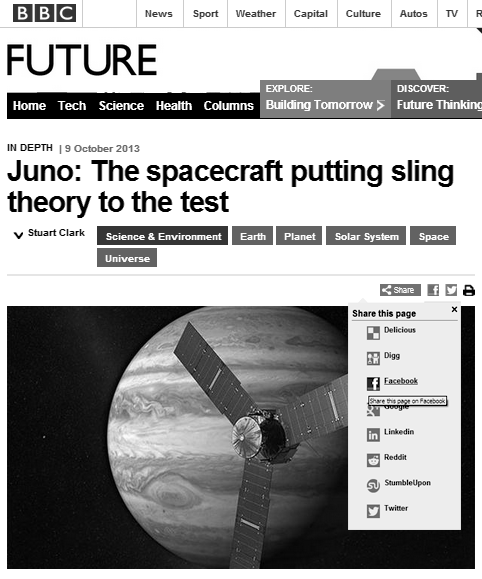 BBC News Sport Weather Capital Culture Autos TV R
FUTURE
EXPLORE: DISCOVER:
Home Tech Science Health Columns Building Tomorrow Future Thinking
IN DEPTH | 9 October 2013
Juno: The spacecraft putting sling
theory to the test
Stuart Clark Science & Environment Earth Planet Solar System Space
Universe
Share
Share this page x
Delicious
Digg
Facebook
Share this page on Facebook
Google
Linkedin
Reddit
StumbleUpon
Twitter